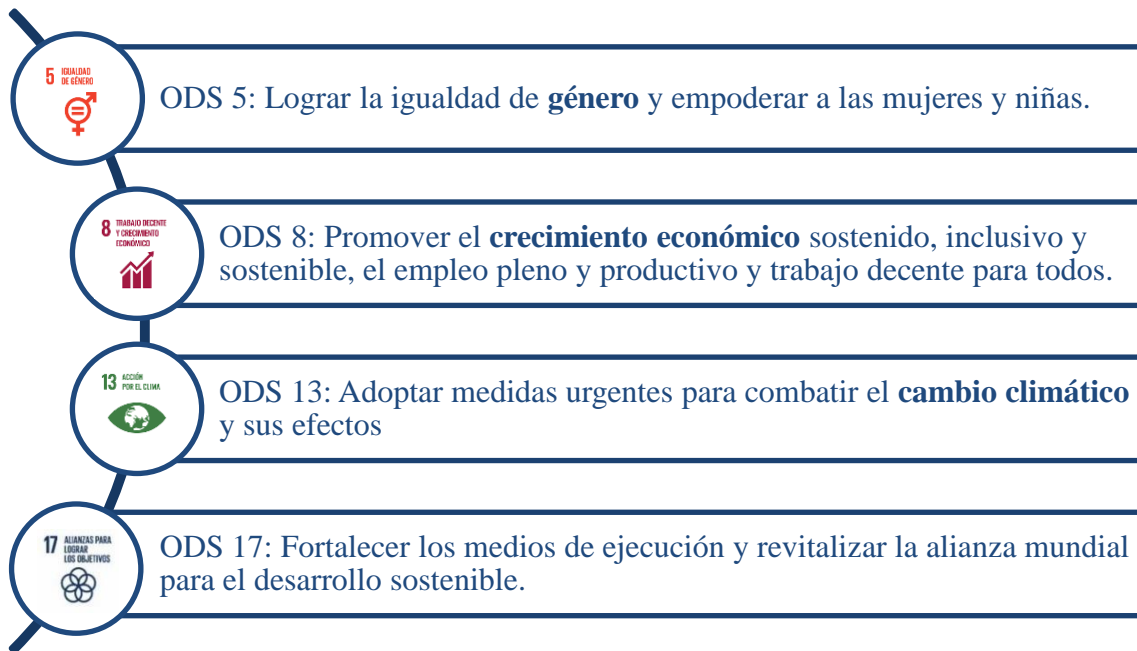 5 IGUALDAD
DE GÉNERO
ODS 5: Lograr la igualdad de género y empoderar a las mujeres y niñas.
8 TRABAJO DECENTE
Y CRECIMIENTO
ECONÓMICO
ODS 8: Promover el crecimiento económico sostenido, inclusivo y
sostenible, el empleo pleno y productivo y trabajo decente para todos.
13 ACCIÓN
POR EL CLIMA
ODS 13: Adoptar medidas urgentes para combatir el cambio climático
y sus efectos
17 ALIANZAS PARA
LOGRAR
LOS OBJETIVOS
ODS 17: Fortalecer los medios de ejecución y revitalizar la alianza mundial
para el desarrollo sostenible.